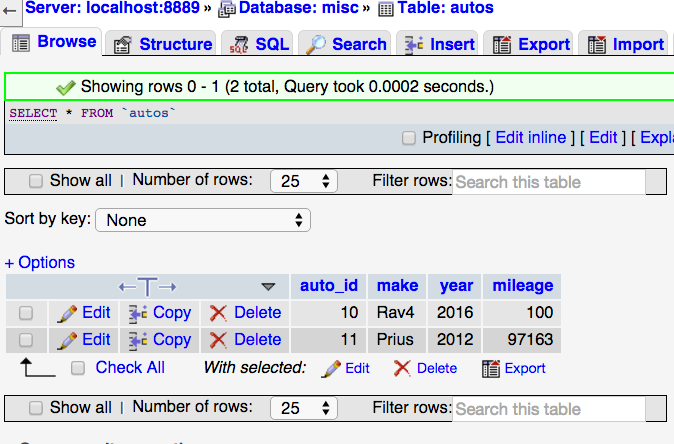 ← Server: localhost:8889 » Database: misc » Table: autos
Browse Structure SQL Search Insert Export Import
Showing rows 0 - 1 (2 total, Query took 0.0002 seconds.)
SELECT * FROM `autos`
Profiling [ Edit inline ] [ Edit ] [ Expla
Show all | Number of rows: 25 Filter rows: Search this table
Sort by key: None
+ Options
←T→ auto_id make year mileage
Edit Copy Delete 10 Rav4 2016 100
Edit Copy Delete 11 Prius 2012 97163
Check All With selected: Edit Delete Export
Show all | Number of rows: 25 Filter rows: Search this table